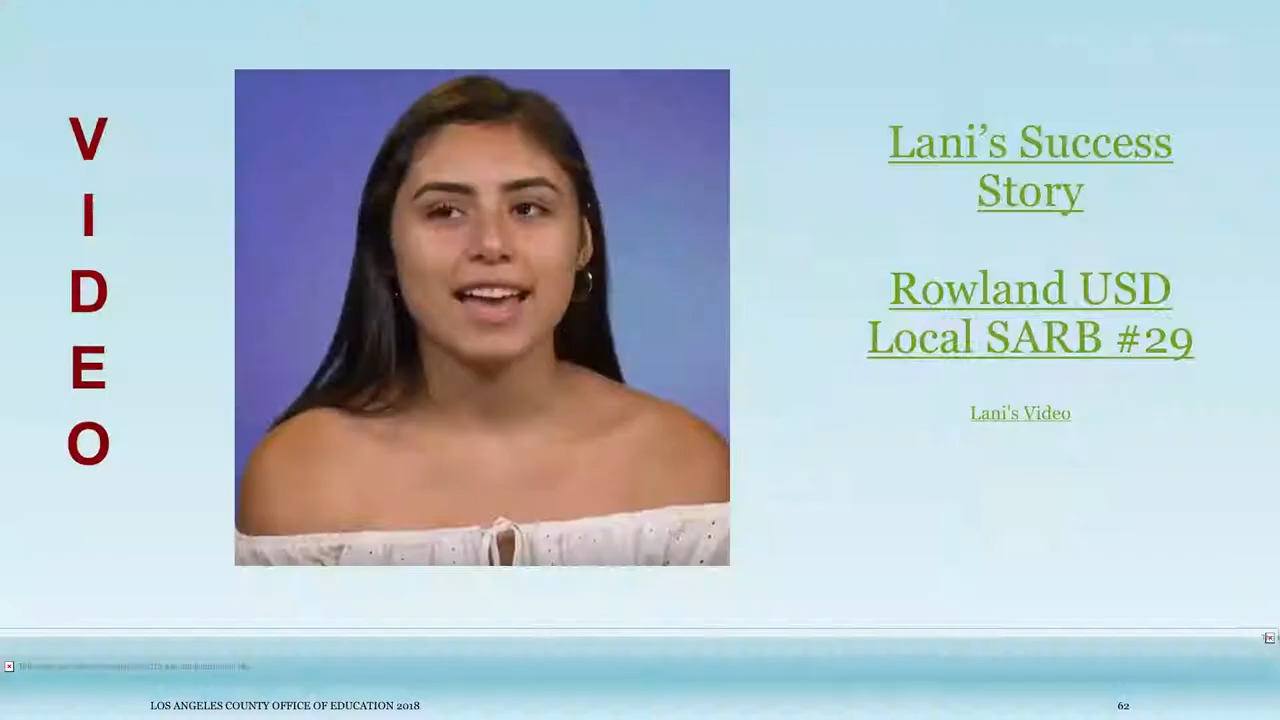 V
I
D
E
O
Lani’s Success
Story
Rowland USD
Local SARB #29
Lani's Video
LOS ANGELES COUNTY OFFICE OF EDUCATION 2018
62